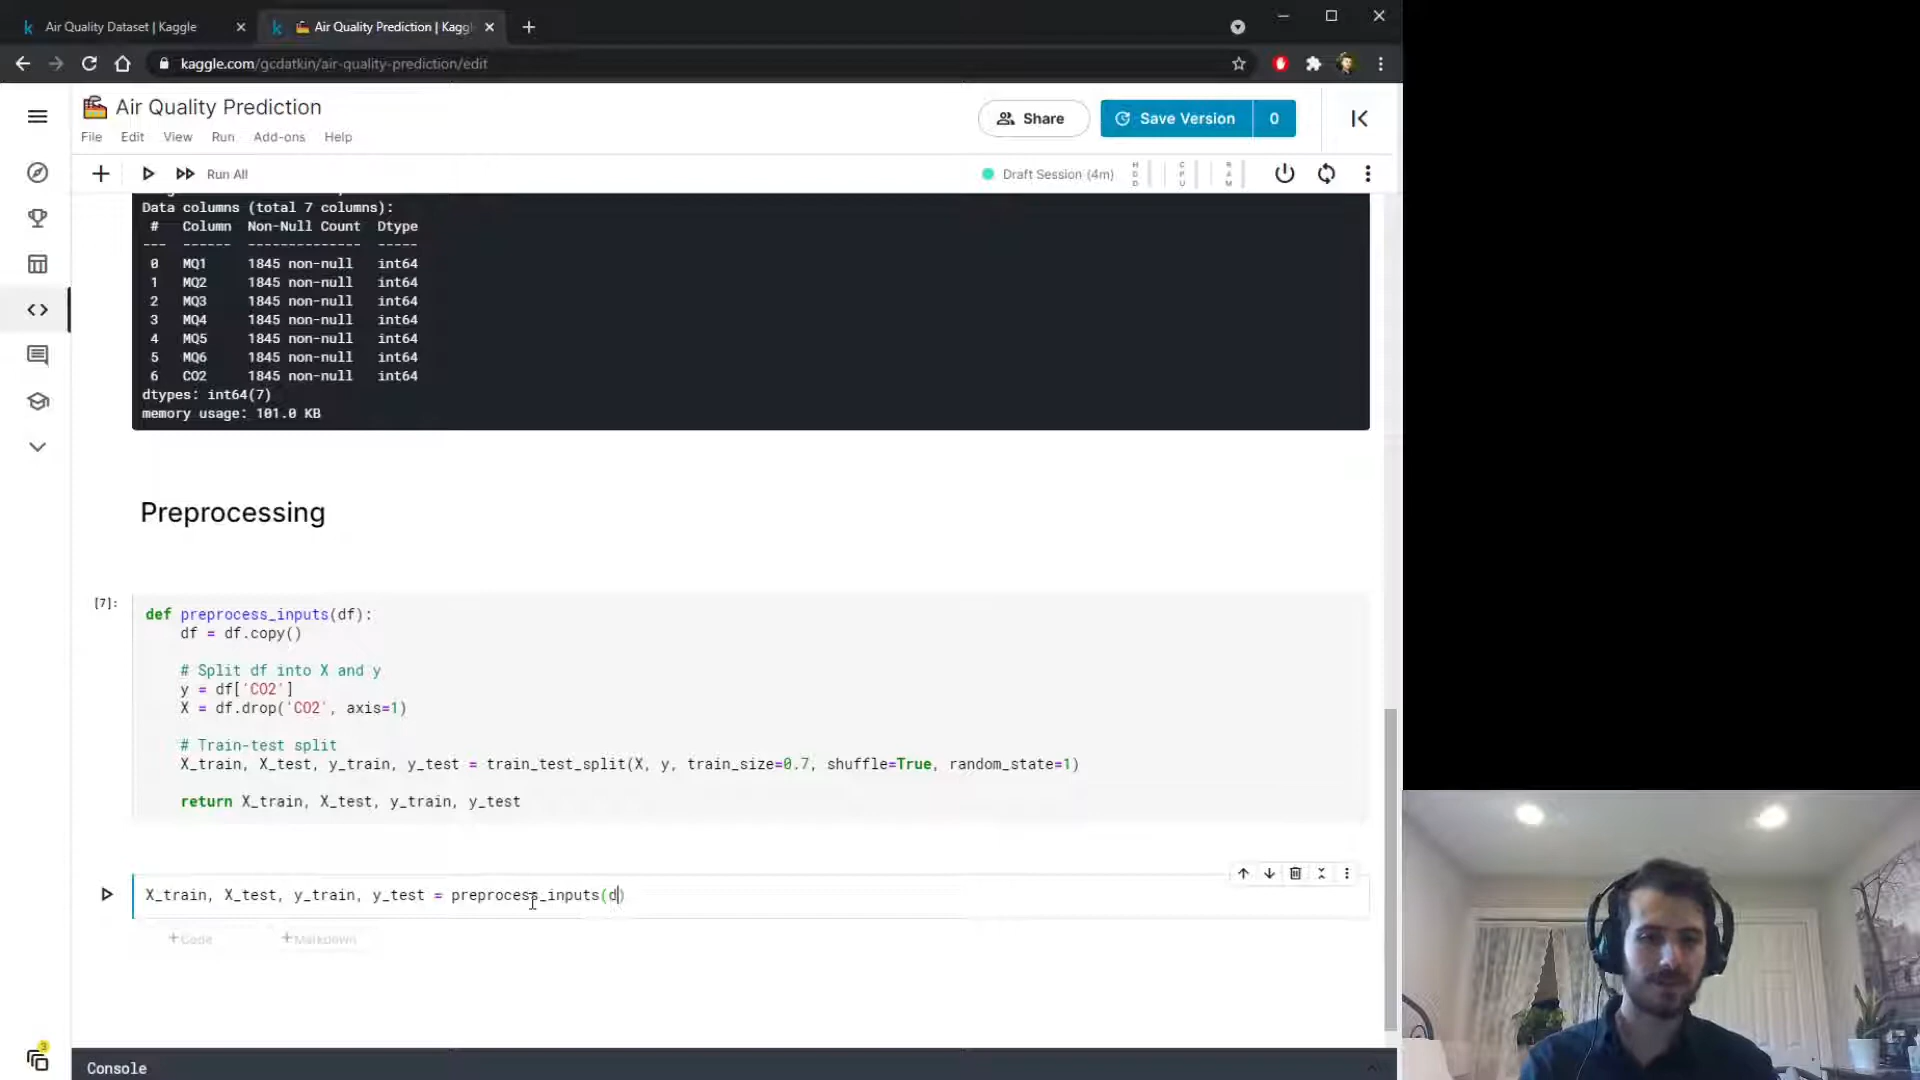 Air Quality Dataset | Kaggle
Air Quality Prediction | Kaggl
kaggle.com/gcdatkin/air-quality-prediction/edit
Air Quality Prediction
File Edit View Run Add-ons Help
Share
Save Version 0
Run All
Draft Session (4m)
HDD
CPU
RAM
Data columns (total 7 columns):
# Column Non-Null Count Dtype
--- ------ -------------- -----
0 MQ1 1845 non-null int64
1 MQ2 1845 non-null int64
2 MQ3 1845 non-null int64
3 MQ4 1845 non-null int64
4 MQ5 1845 non-null int64
5 MQ6 1845 non-null int64
6 CO2 1845 non-null int64
dtypes: int64(7)
memory usage: 101.0 KB
Preprocessing
[7]:
def preprocess_inputs(df):
df = df.copy()
# Split df into X and y
y = df['CO2']
X = df.drop('CO2', axis=1)
# Train-test split
X_train, X_test, y_train, y_test = train_test_split(X, y, train_size=0.7, shuffle=True, random_state=1)
return X_train, X_test, y_train, y_test
X_train, X_test, y_train, y_test = preprocess_inputs(d)
+ Code + Markdown
3
Console